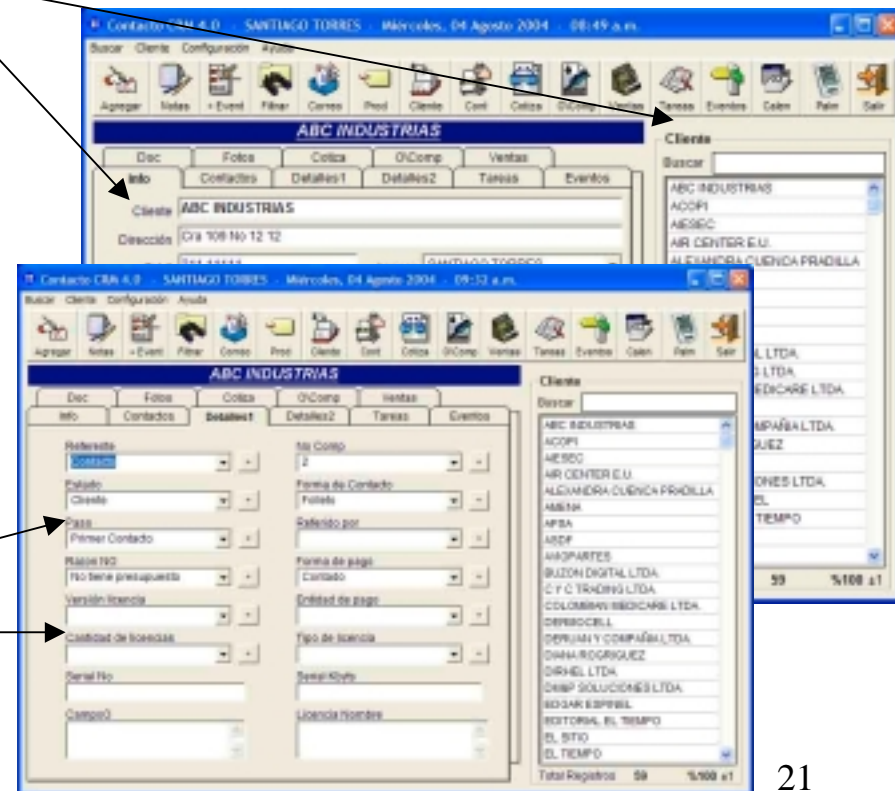 Contacto CRM 4.0 - SANTIAGO TORRES - Miércoles, 04 Agosto 2004 - 08:49 a.m.
Buscar Cliente Configuración Ayuda
Agregar Notas + Event Filtrar Correo Prod Cliente Cont Cotiza O\Comp Ventas Tareas Eventos Calen Palm Salir
ABC INDUSTRIAS
Doc Fotos Cotiza O\Comp Ventas
Info Contactos Detalles1 Detalles2 Tareas Eventos
Cliente ABC INDUSTRIAS
Dirección Cra 109 No 12 12
SANTIAGO TORRES
Cliente
Buscar
ABC INDUSTRIAS
ACOPI
AIESEC
AIR CENTER E.U.
ALEXANDRA CUENCA PRADILLA
L LTDA.
G LTDA.
EDICARE LTDA.
MPAÑIA LTDA.
GUEZ
ONES LTDA.
EL
TIEMPO
59 %100 ±1
Contacto CRM 4.0 - SANTIAGO TORRES - Miércoles, 04 Agosto 2004 - 09:32 a.m.
Buscar Cliente Configuración Ayuda
Agregar Notas + Event Filtrar Correo Prod Cliente Cont Cotiza O\Comp Ventas Tareas Eventos Calen Palm Salir
ABC INDUSTRIAS
Doc Fotos Cotiza O\Comp Ventas
Info Contactos Detalles1 Detalles2 Tareas Eventos
Referente No Comp
Contacto 2
Estado Forma de Contacto
Cliente Folleto
Paso Referido por
Primer Contacto
Razon NO Forma de pago
No tiene presupuesto Contado
Versión licencia Entidad de pago
Cantidad de licencias Tipo de licencia
Serial No Serial Kbyte
Campo3 Licencia Nombre
Cliente
Buscar
ABC INDUSTRIAS
ACOPI
AIESEC
AIR CENTER E.U.
ALEXANDRA CUENCA PRADILLA
AMENA
APSA
ASDF
AMOPARTES
BUZON DIGITAL LTDA.
C Y C TRADING LTDA.
COLOMBIAN MEDICARE LTDA.
DERMOCELL
DERUAN Y COMPAÑIA LTDA.
DIANA RODRIGUEZ
DIRHEL LTDA.
DM&P SOLUCIONES LTDA.
EDGAR ESPINEL
EDITORIAL EL TIEMPO
EL SITIO
EL TIEMPO
Total Registros 59 %100 ±1
21